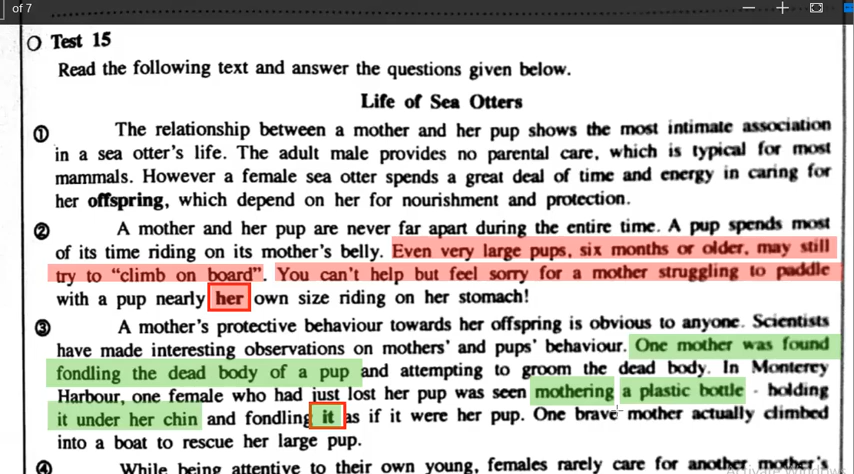 of 7
Test 15
Read the following text and answer the questions given below.
Life of Sea Otters
① The relationship between a mother and her pup shows the most intimate association
in a sea otter's life. The adult male provides no parental care, which is typical for most
mammals. However a female sea otter spends a great deal of time and energy in caring for
her offspring, which depend on her for nourishment and protection.
② A mother and her pup are never far apart during the entire time. A pup spends most
of its time riding on its mother's belly. Even very large pups, six months or older, may still
try to "climb on board". You can't help but feel sorry for a mother struggling to paddle
with a pup nearly her own size riding on her stomach!
③ A mother's protective behaviour towards her offspring is obvious to anyone. Scientists
have made interesting observations on mothers' and pups' behaviour. One mother was found
fondling the dead body of a pup and attempting to groom the dead body. In Monterey
Harbour, one female who had just lost her pup was seen mothering a plastic bottle - holding
it under her chin and fondling it as if it were her pup. One brave mother actually climbed
into a boat to rescue her large pup.
④ While being attentive to their own young, females rarely care for another mother's
Activate Windows